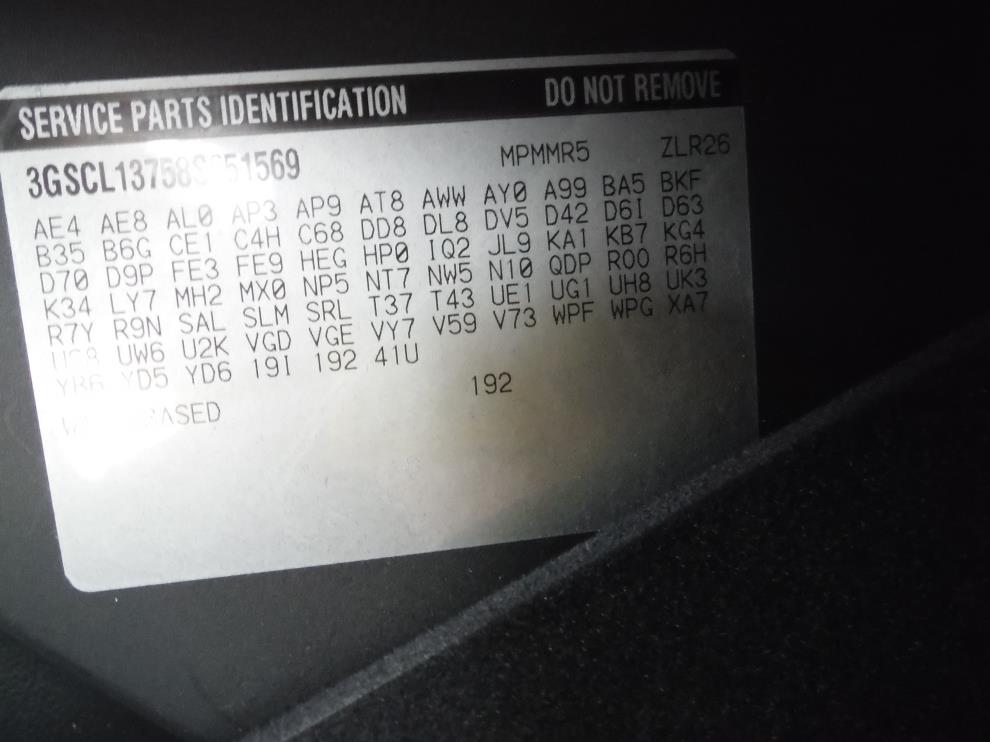 SERVICE PARTS IDENTIFICATION DO NOT REMOVE
MPMMR5 ZLR26
AE4 AE8 AL0 AP3 AP9 AT8 AWW AY0 A99 BA5 BKF
B35 B6G CE1 C4H C68 DD8 DL8 DV5 D42 D6I D63
D70 D9P FE3 FE9 HEG HP0 IQ2 JL9 KA1 KB7 KG4
K34 LY7 MH2 MX0 NP5 NT7 NW5 N10 QDP R00 R6H
R7Y R9N SAL SLM SRL T37 T43 UE1 UG1 UH8 UK3
UW6 U2K VGD VGE VY7 V59 V73 WPF WPG XA7
YD5 YD6 19I 192 41U
192